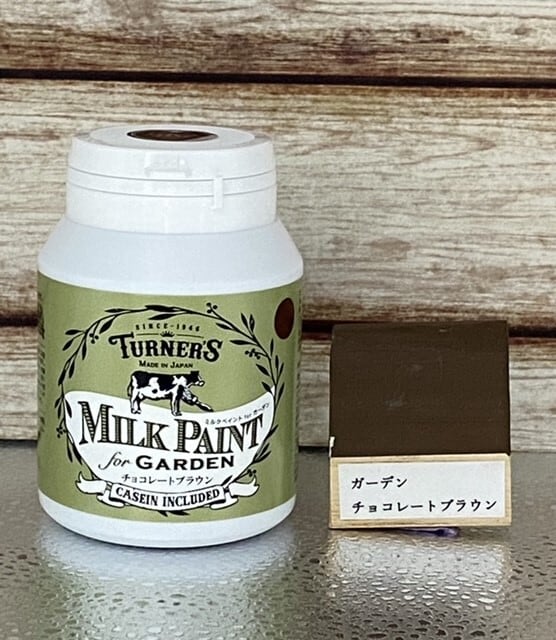 SINCE-1946
TURNER'S
MADE IN JAPAN
ミルクペイント for ガーデン
MILK PAINT
for GARDEN
チョコレートブラウン
CASEIN INCLUDED
ガーデン
チョコレートブラウン